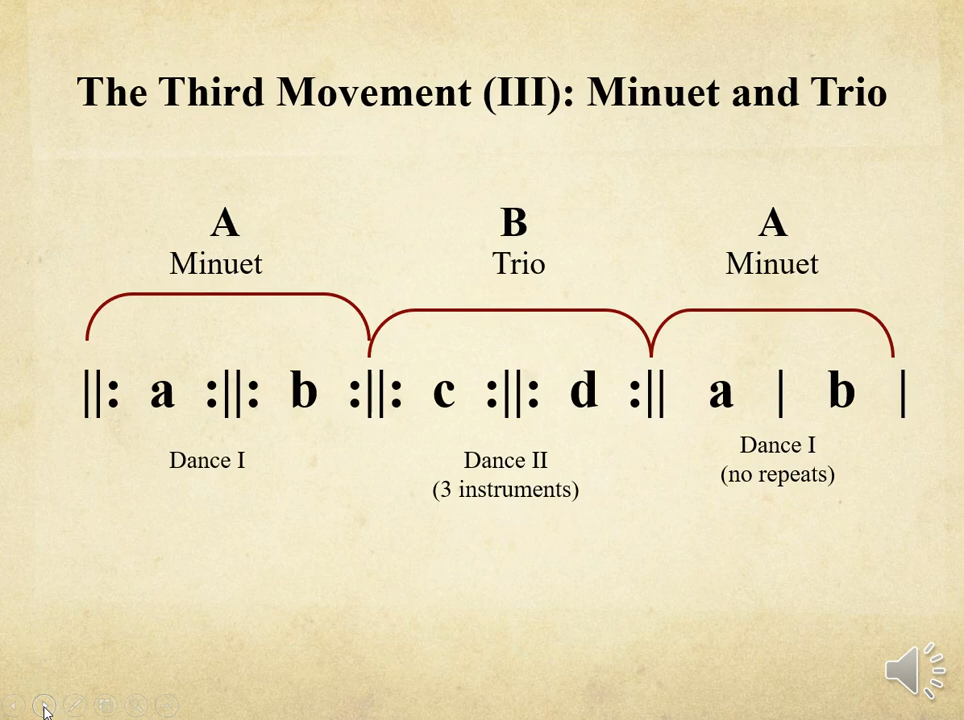 The Third Movement (III): Minuet and Trio
A B A
Minuet Trio Minuet
||: a :||: b :||: c :||: d :|| a | b |
Dance I
Dance II
(3 instruments)
Dance I
(no repeats)